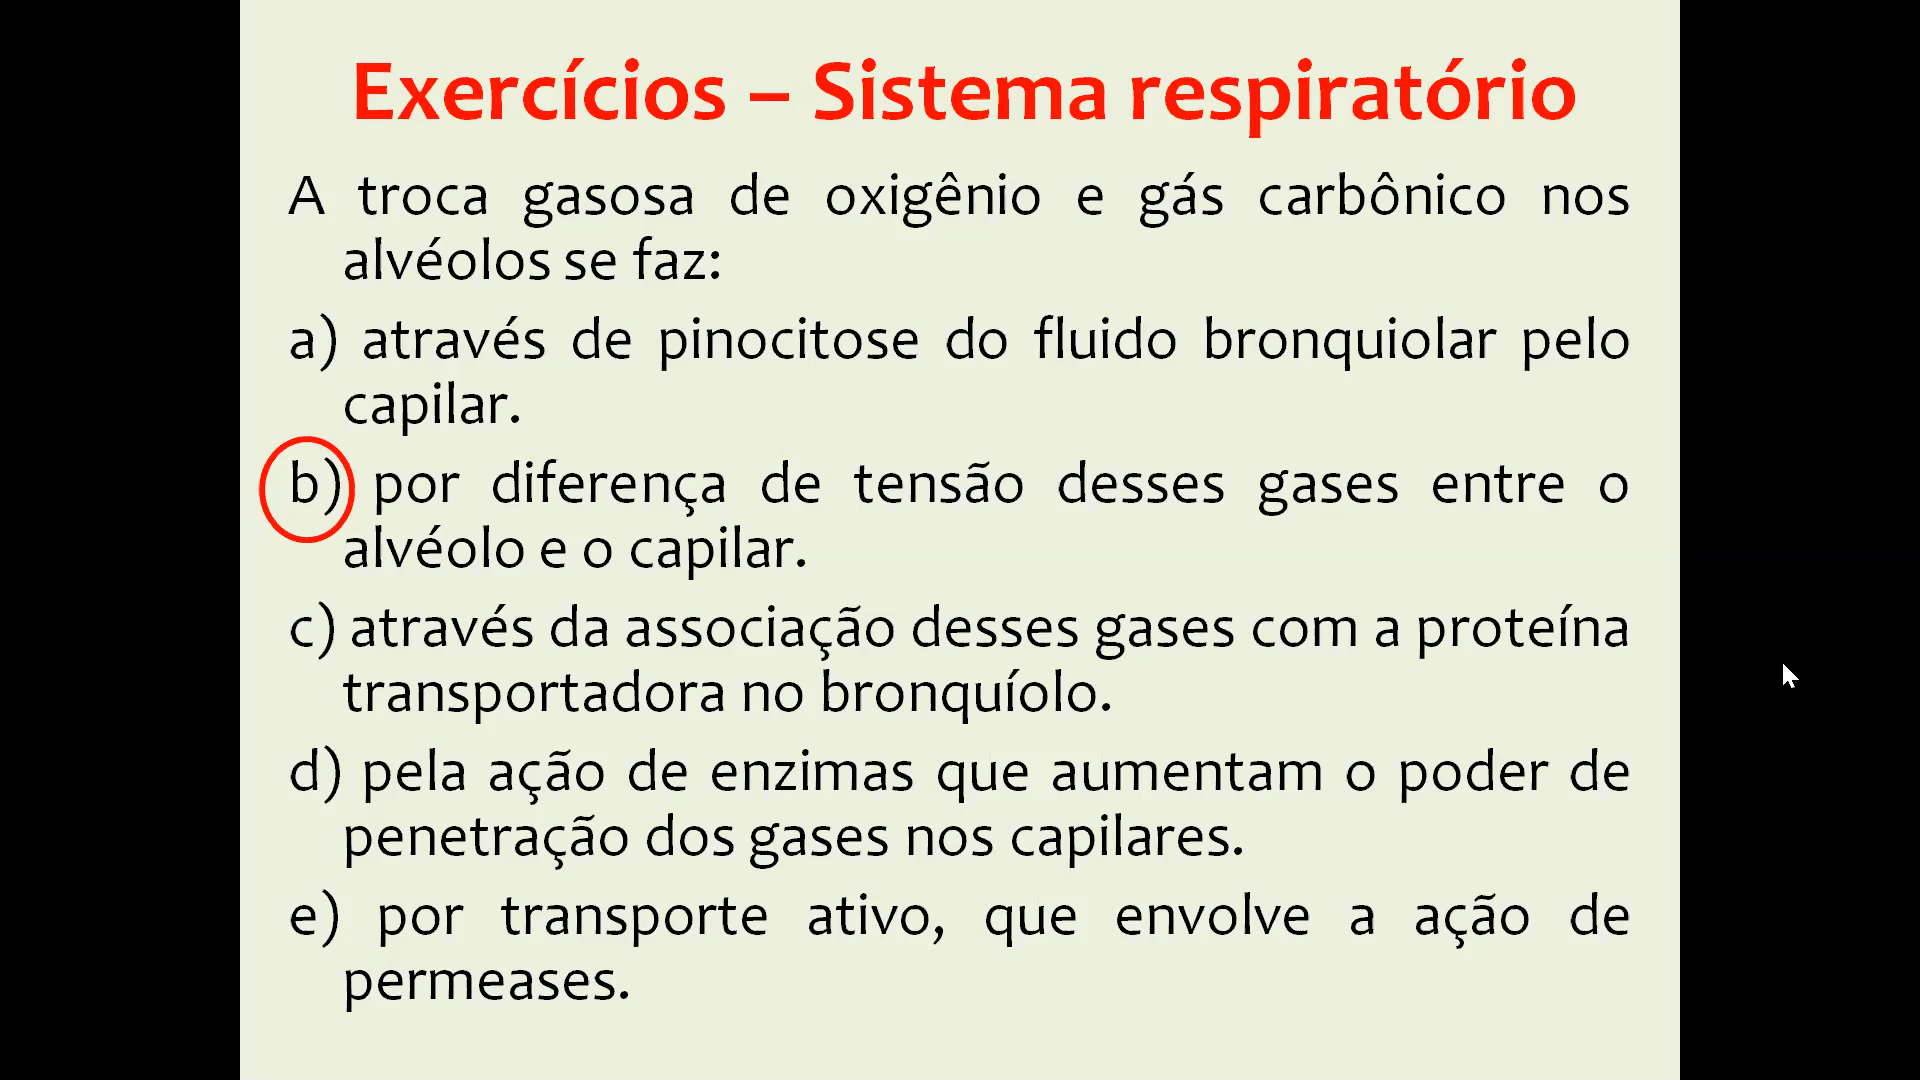 Exercícios – Sistema respiratório
A troca gasosa de oxigênio e gás carbônico nos
alvéolos se faz:
a) através de pinocitose do fluido bronquiolar pelo
capilar.
b) por diferença de tensão desses gases entre o
alvéolo e o capilar.
c) através da associação desses gases com a proteína
transportadora no bronquíolo.
d) pela ação de enzimas que aumentam o poder de
penetração dos gases nos capilares.
e) por transporte ativo, que envolve a ação de
permeases.